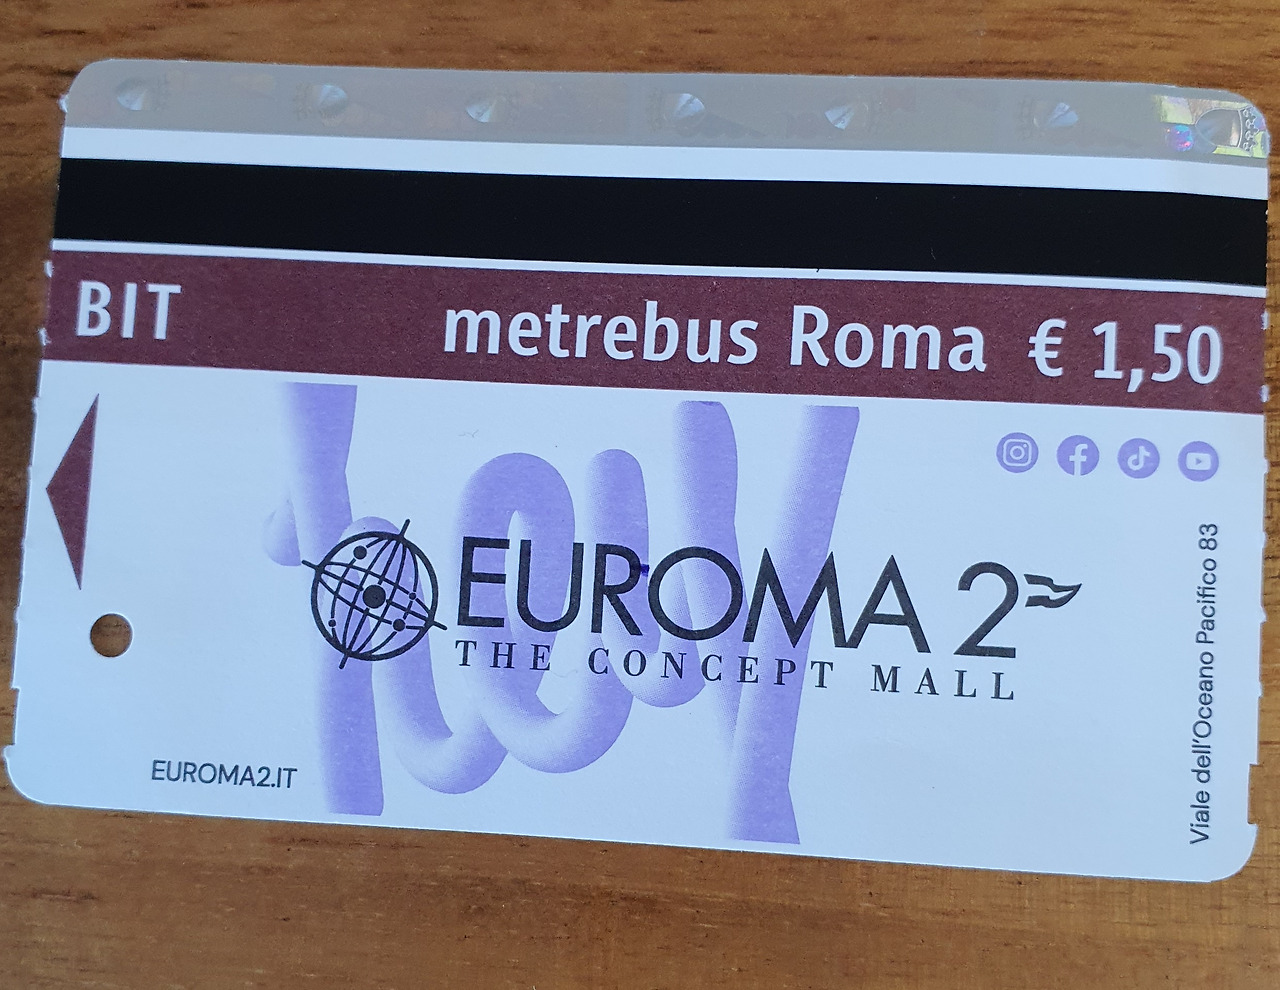 BIT metrebus Roma € 1,50
EUROMA 2
THE CONCEPT MALL
EUROMA2.IT
Viale dell'Oceano Pacifico 83